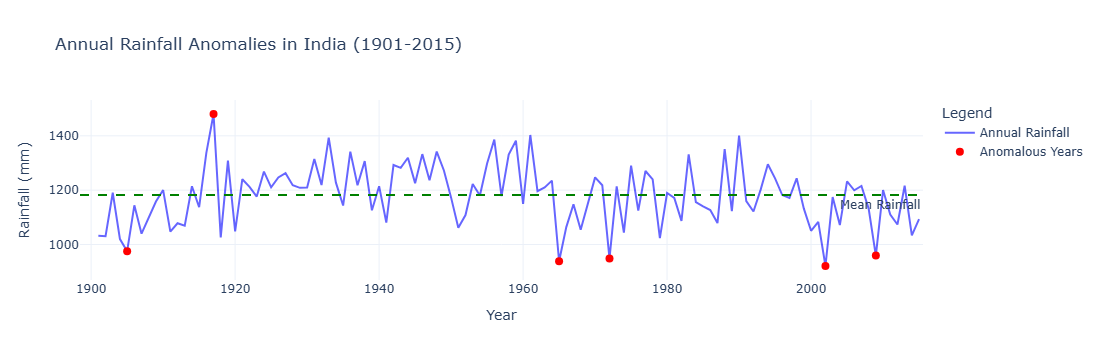 Annual Rainfall Anomalies in India (1901-2015)
Legend
Annual Rainfall
Anomalous Years
Rainfall (mm)
1400
1200
1000
Mean Rainfall
1900 1920 1940 1960 1980 2000
Year